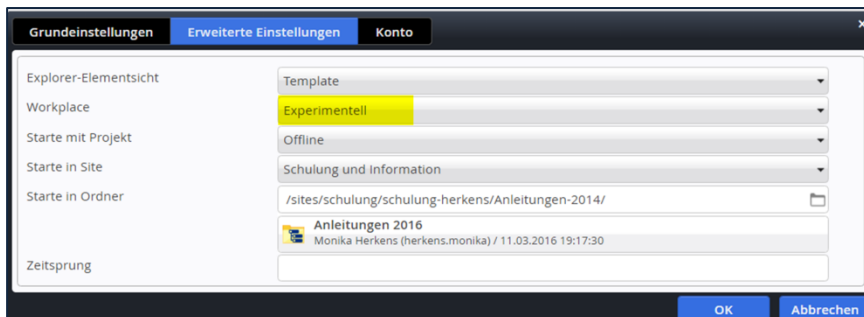 Grundeinstellungen Erweiterte Einstellungen Konto
Explorer-Elementsicht Template
Workplace Experimentell
Starte mit Projekt Offline
Starte in Site Schulung und Information
Starte in Ordner /sites/schulung/schulung-herkens/Anleitungen-2014/
Anleitungen 2016
Monika Herkens (herkens.monika) / 11.03.2016 19:17:30
Zeitsprung
OK Abbrechen